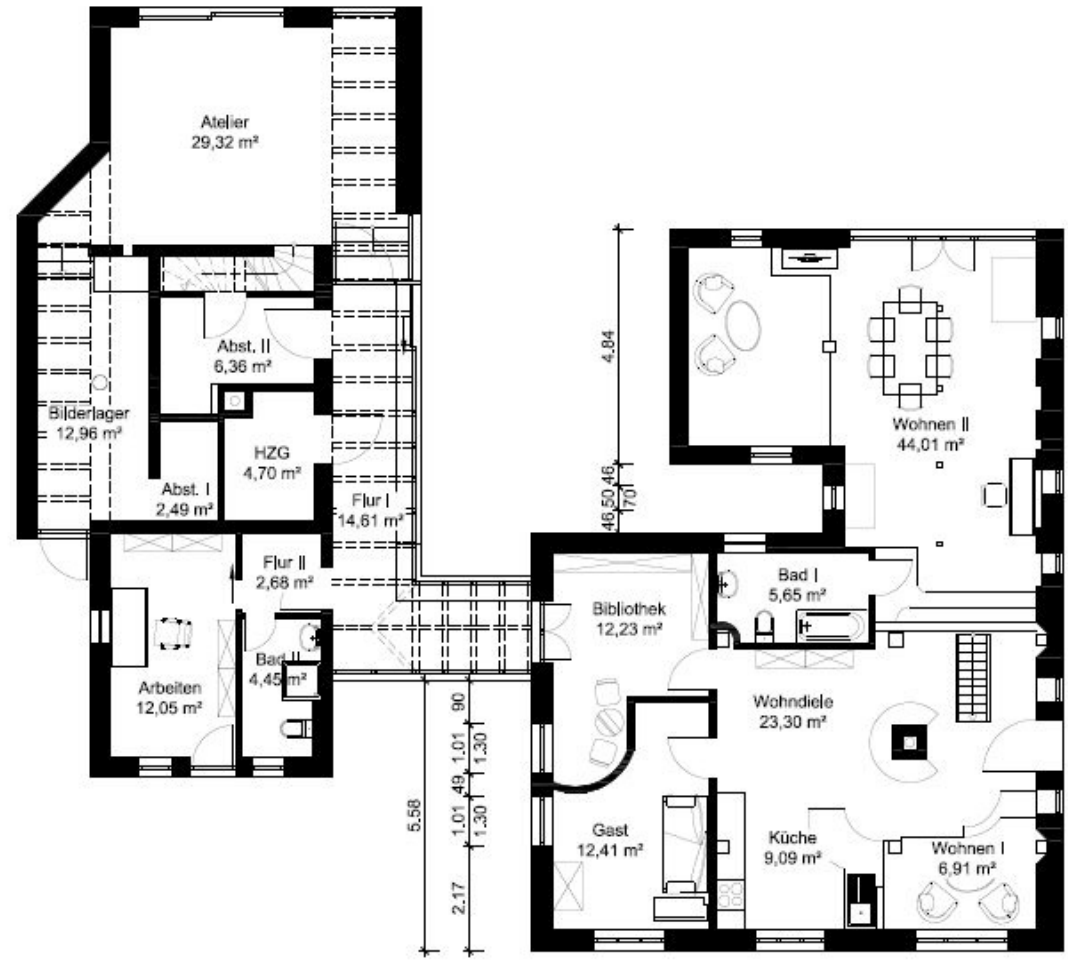 Atelier
29,32 m²
Abst. II
6,36 m²
Bilderlager
12,96 m²
HZG
4,70 m²
Abst. I
2,49 m²
Flur I
14,61 m²
Flur II
2,68 m²
Bad II
4,45 m²
Arbeiten
12,05 m²
4.84
46
50
46
70
Wohnen II
44,01 m²
Bad I
5,65 m²
Bibliothek
12,23 m²
Wohndiele
23,30 m²
Gast
12,41 m²
Küche
9,09 m²
Wohnen I
6,91 m²
5.58
90
1.01
1.30
49
1.01
1.30
2.17